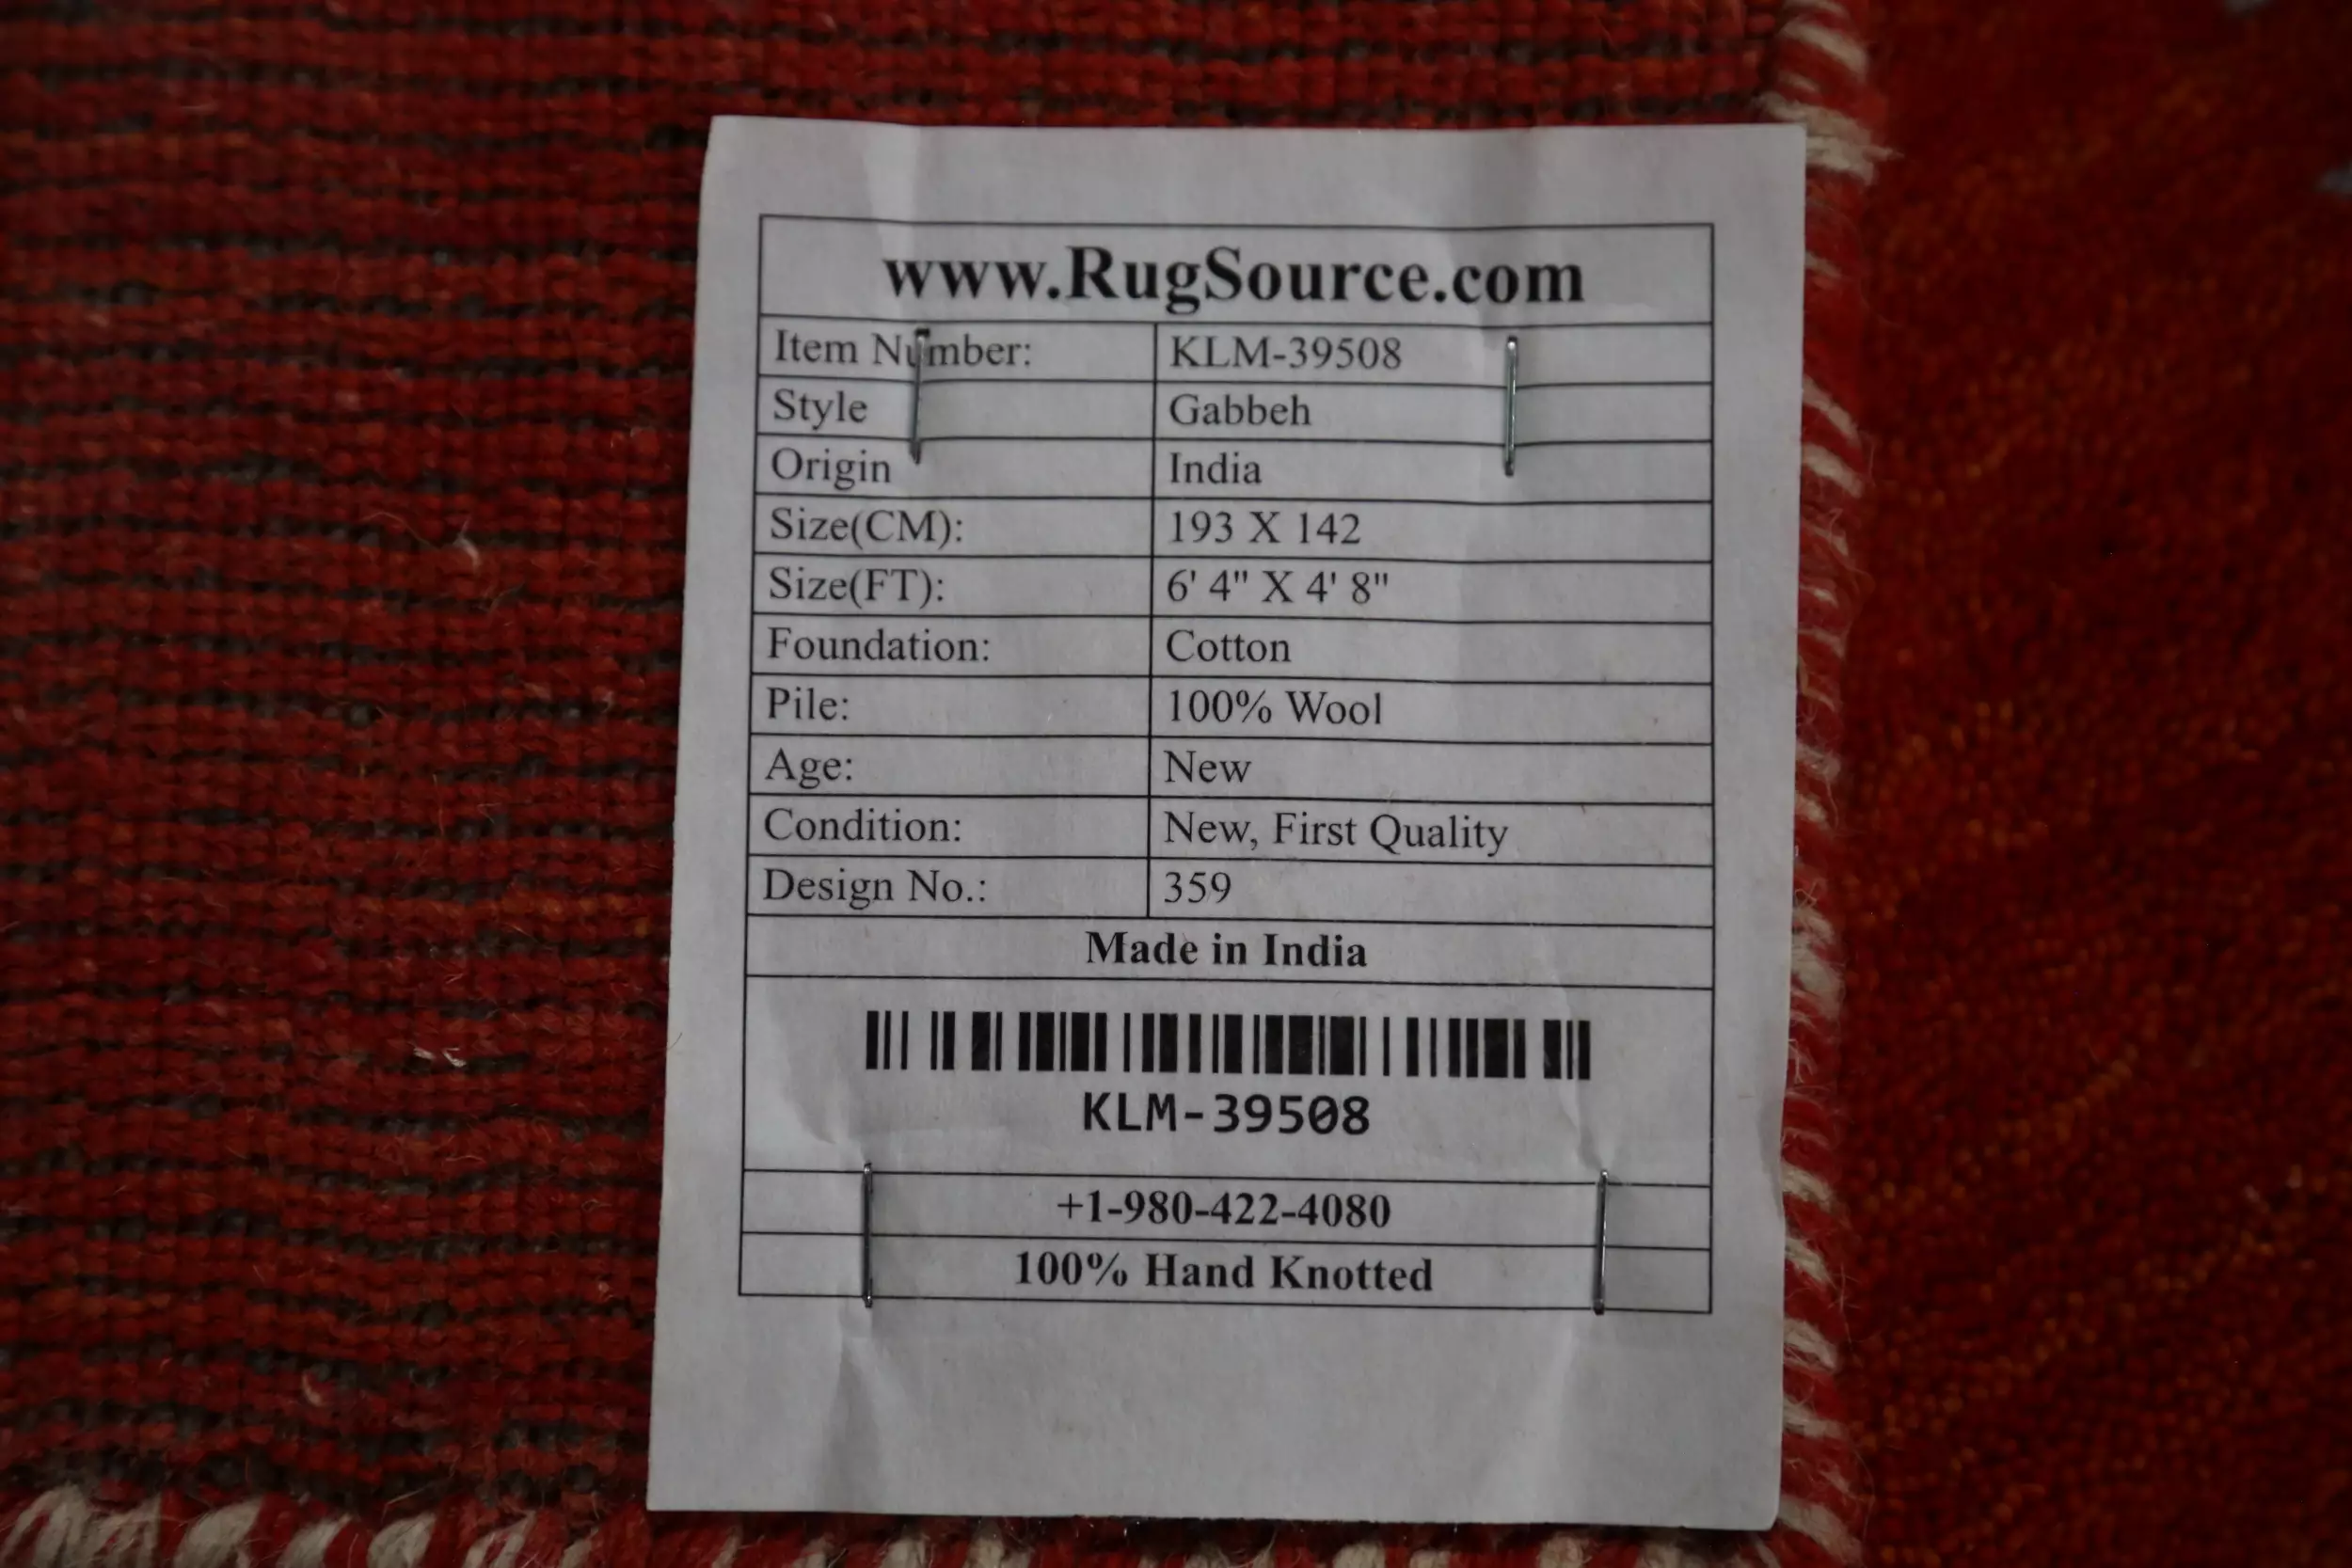 www.RugSource.com
Item Number: KLM-39508
Style Gabbeh
Origin India
Size(CM): 193 X 142
Size(FT): 6' 4" X 4' 8"
Foundation: Cotton
Pile: 100% Wool
Age: New
Condition: New, First Quality
Design No.: 359
Made in India
KLM-39508
+1-980-422-4080
100% Hand Knotted